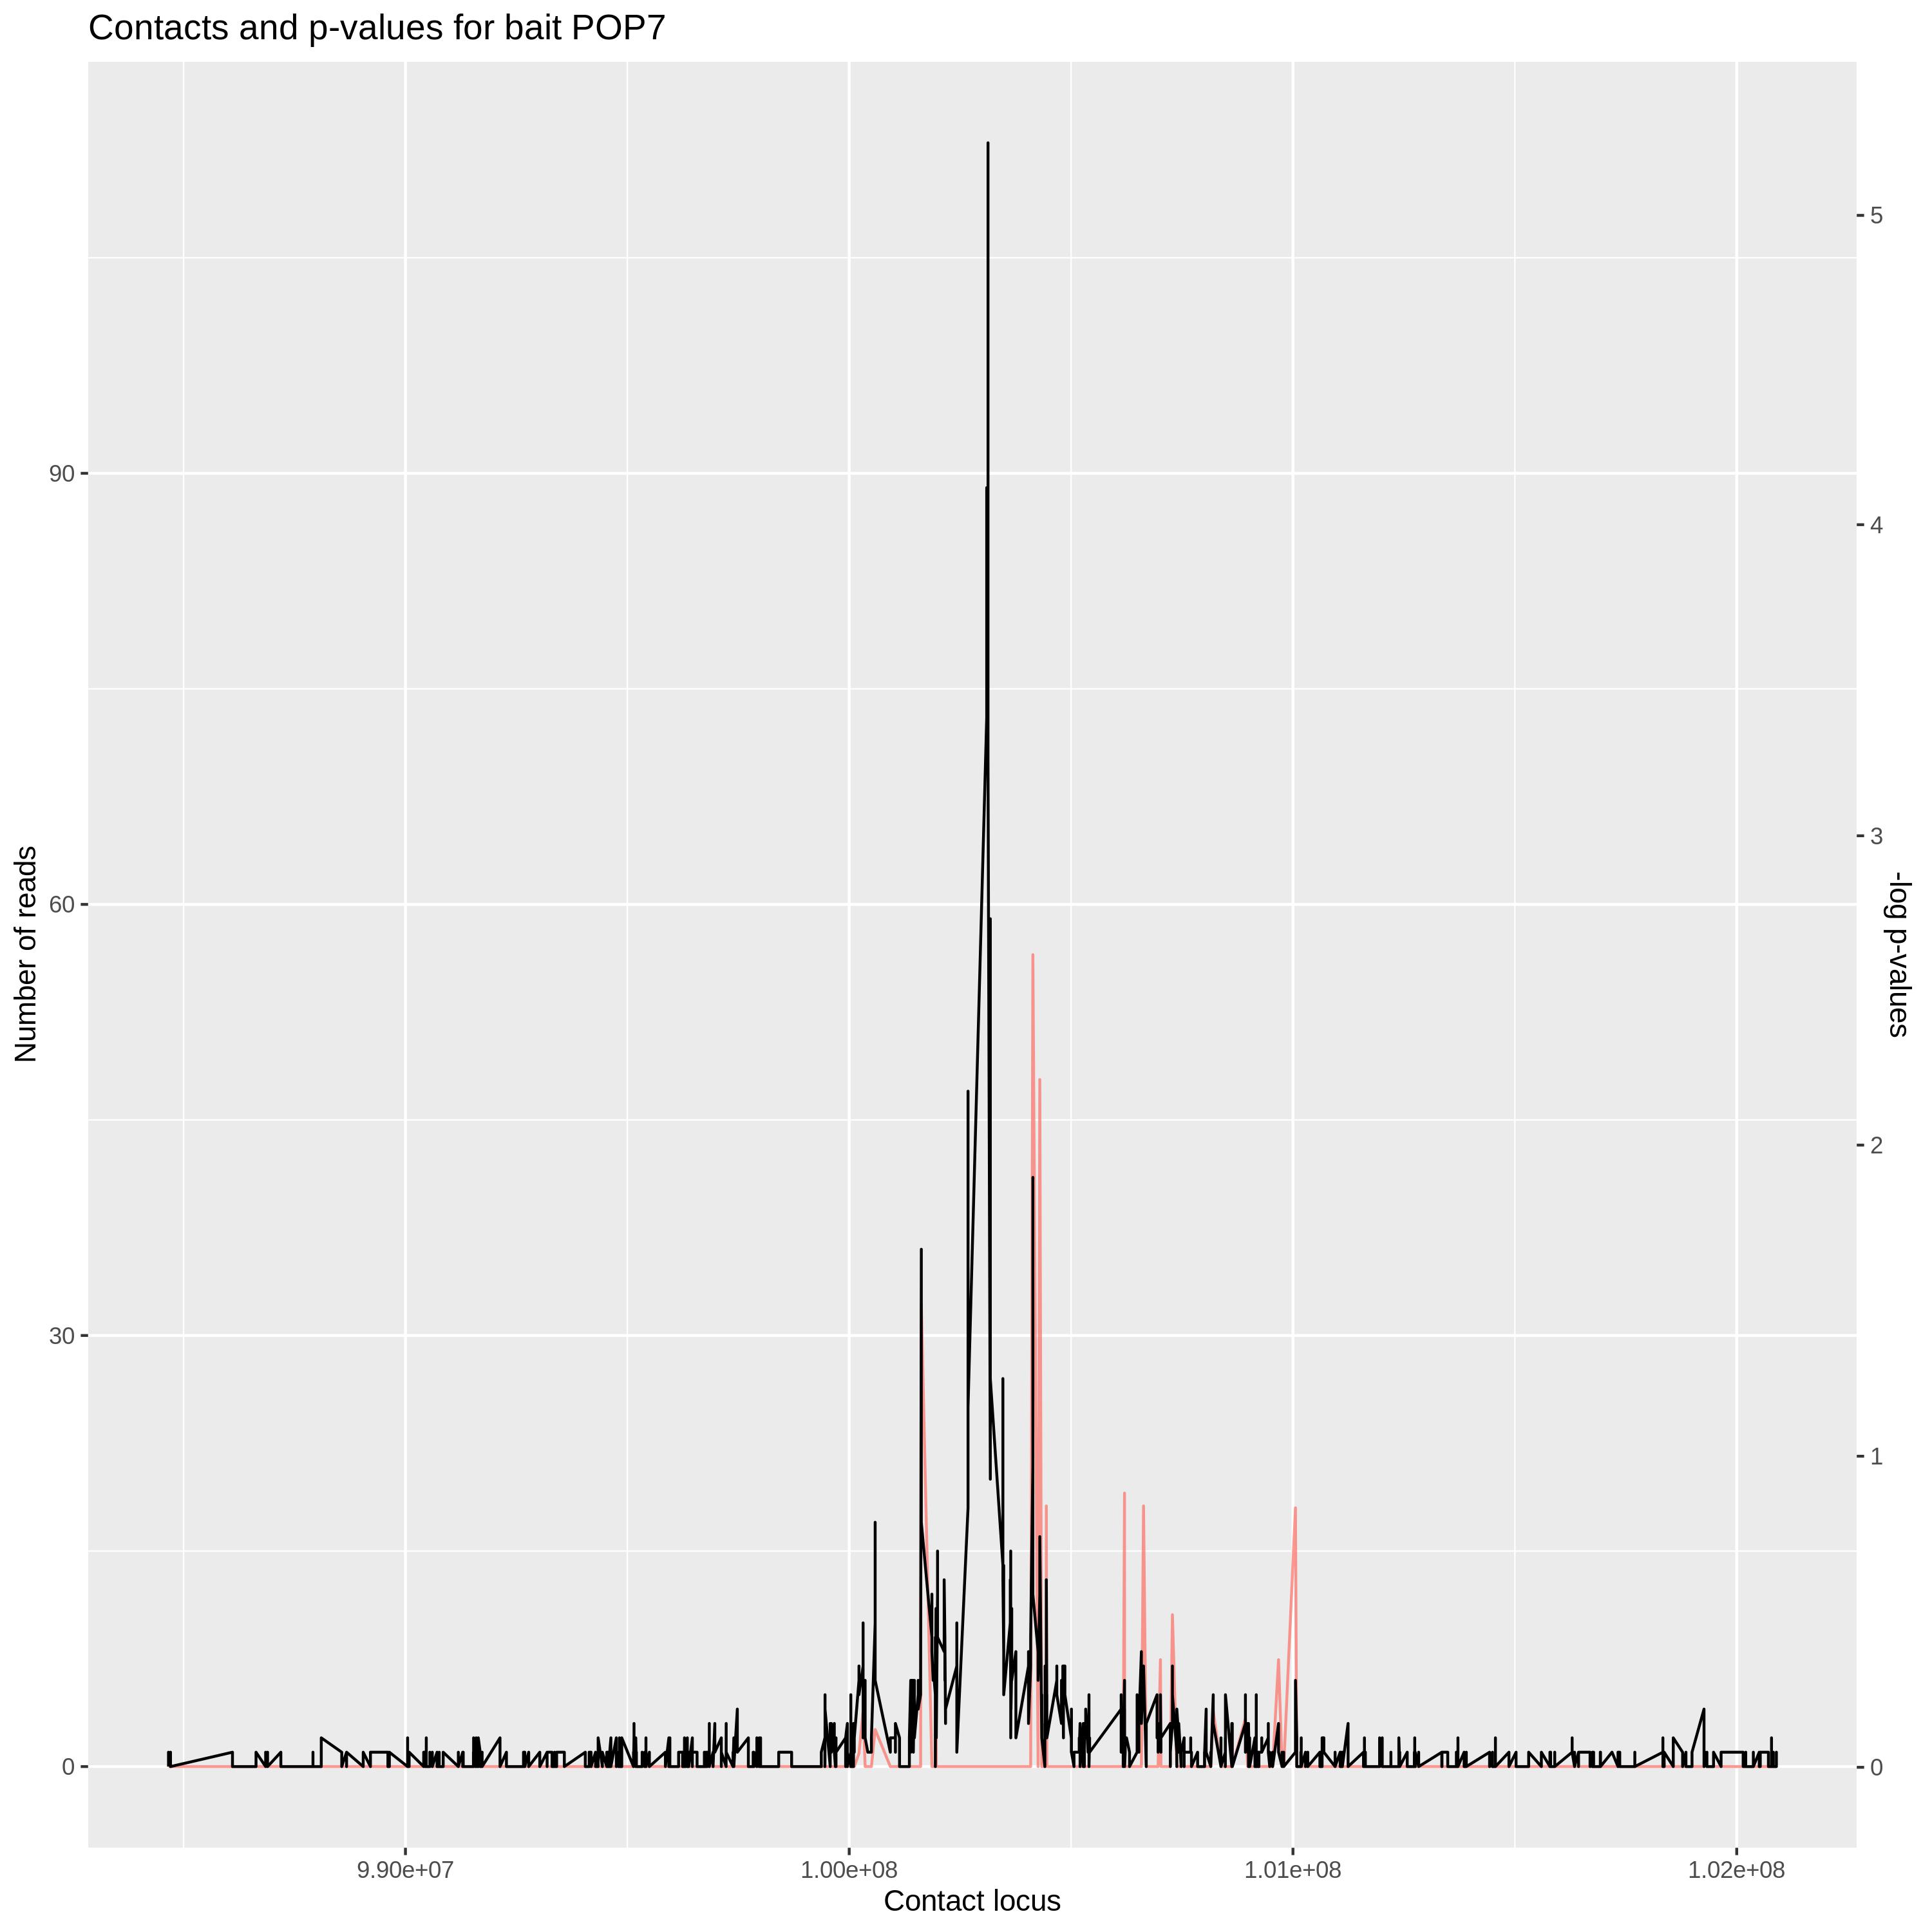 Contacts and p-values for bait POP7
5
90
4
3
Number of reads
-log p-values
60
2
30
1
0
0
9.90e+07
1.00e+08
1.01e+08
1.02e+08
Contact locus